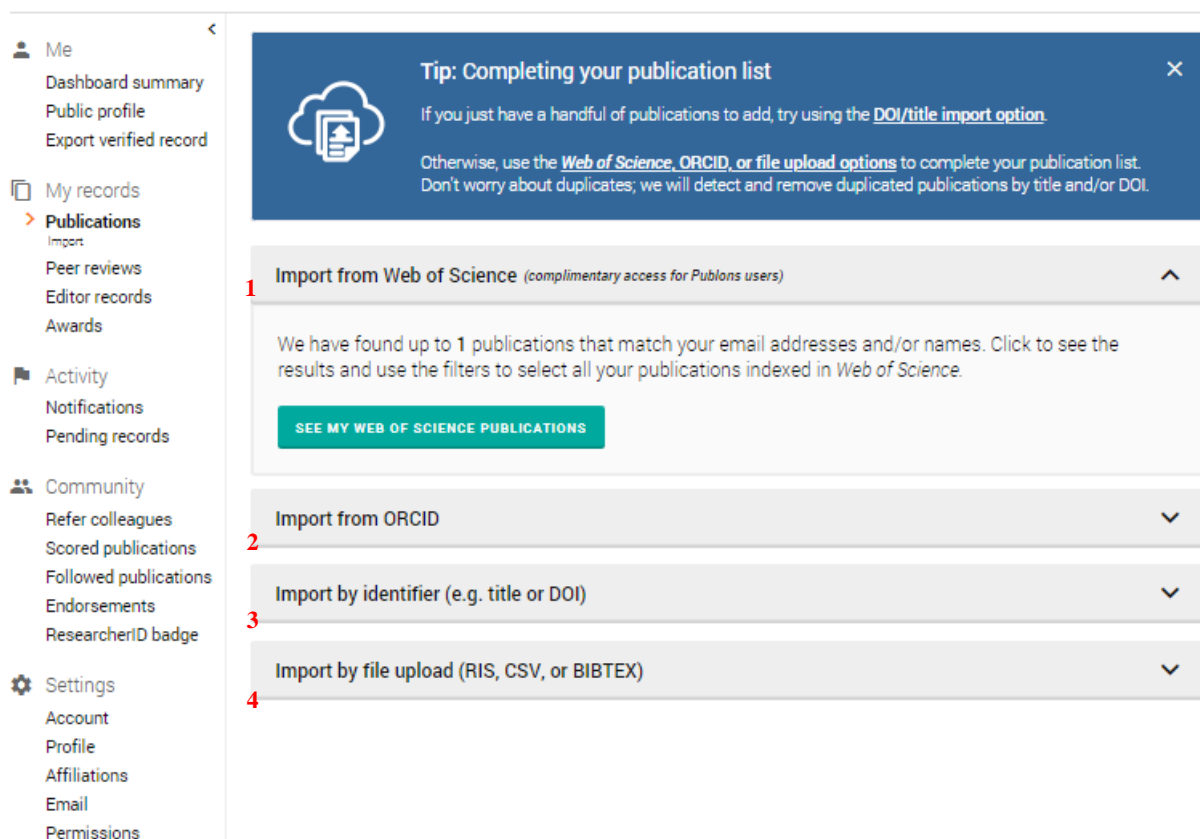 Me
Dashboard summary
Public profile
Export verified record
My records
Publications
Import
Peer reviews
Editor records
Awards
Activity
Notifications
Pending records
Community
Refer colleagues
Scored publications
Followed publications
Endorsements
ResearcherID badge
Settings
Account
Profile
Affiliations
Email
Permissions
Tip: Completing your publication list
If you just have a handful of publications to add, try using the DOI/title import option.
Otherwise, use the Web of Science, ORCID, or file upload options to complete your publication list.
Don't worry about duplicates; we will detect and remove duplicated publications by title and/or DOI.
1 Import from Web of Science (complimentary access for Publons users)
We have found up to 1 publications that match your email addresses and/or names. Click to see the
results and use the filters to select all your publications indexed in Web of Science.
SEE MY WEB OF SCIENCE PUBLICATIONS
2 Import from ORCID
3 Import by identifier (e.g. title or DOI)
4 Import by file upload (RIS, CSV, or BIBTEX)